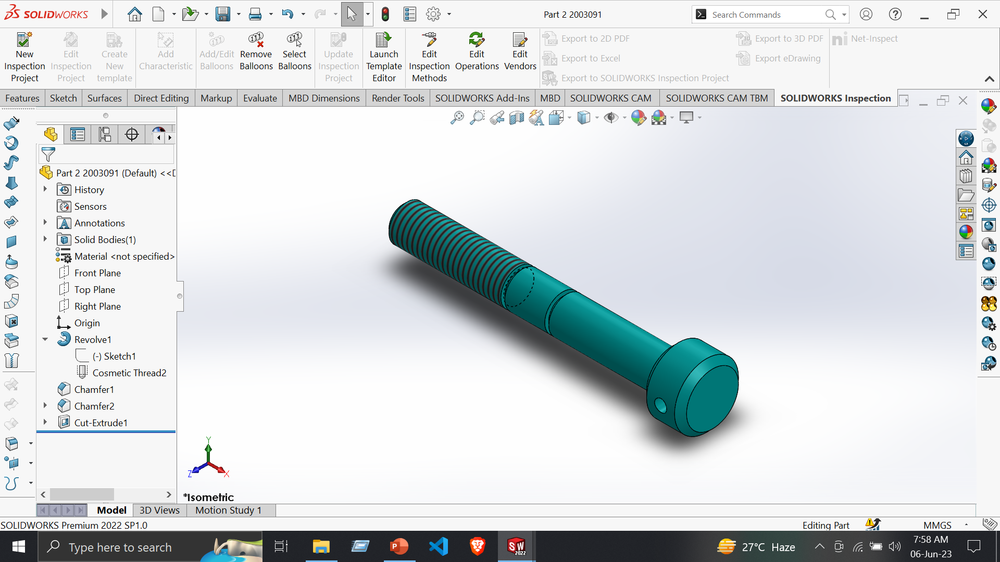 SOLIDWORKS
Part 2 2003091
Search Commands
New Inspection Project
Edit Inspection Project
Create New template
Add Characteristic
Add/Edit Balloons
Remove Balloons
Select Balloons
Update Inspection Project
Launch Template Editor
Edit Inspection Methods
Edit Operations
Edit Vendors
Export to 2D PDF
Export to Excel
Export to SOLIDWORKS Inspection Project
Export to 3D PDF
Export eDrawing
Net-Inspect
Features
Sketch
Surfaces
Direct Editing
Markup
Evaluate
MBD Dimensions
Render Tools
SOLIDWORKS Add-Ins
MBD
SOLIDWORKS CAM
SOLIDWORKS CAM TBM
SOLIDWORKS Inspection
Part 2 2003091 (Default) <<D
History
Sensors
Annotations
Solid Bodies(1)
Material <not specified>
Front Plane
Top Plane
Right Plane
Origin
Revolve1
(-) Sketch1
Cosmetic Thread2
Chamfer1
Chamfer2
Cut-Extrude1
Y
Z
X
*Isometric
Model
3D Views
Motion Study 1
SOLIDWORKS Premium 2022 SP1.0
Editing Part
MMGS
Type here to search
27°C Haze
7:58 AM
06-Jun-23